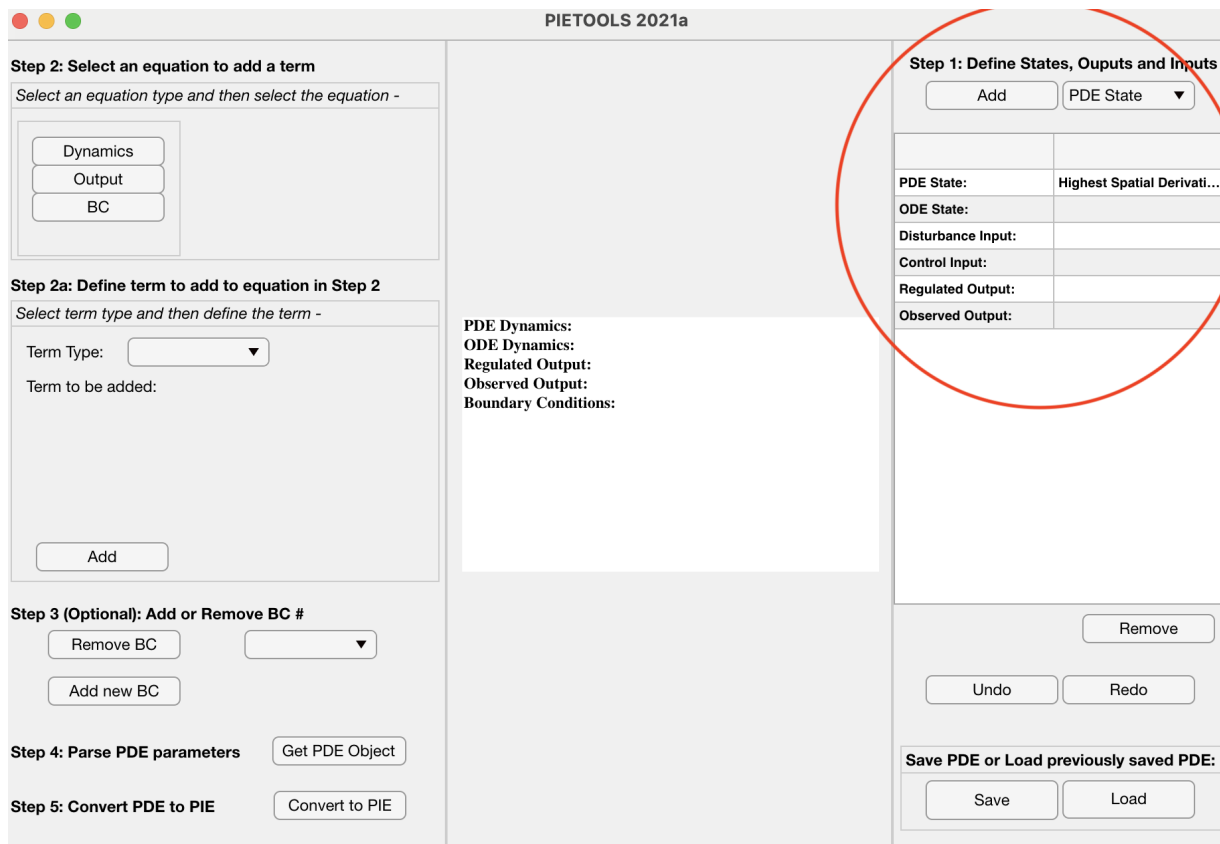 PIETOOLS 2021a
Step 2: Select an equation to add a term
Select an equation type and then select the equation -
Dynamics
Output
BC
Step 2a: Define term to add to equation in Step 2
Select term type and then define the term -
Term Type:
Term to be added:
Add
Step 3 (Optional): Add or Remove BC #
Remove BC
Add new BC
Step 4: Parse PDE parameters
Get PDE Object
Step 5: Convert PDE to PIE
Convert to PIE
PDE Dynamics:
ODE Dynamics:
Regulated Output:
Observed Output:
Boundary Conditions:
Step 1: Define States, Ouputs and Inputs
Add
PDE State
PDE State: Highest Spatial Derivati...
ODE State:
Disturbance Input:
Control Input:
Regulated Output:
Observed Output:
Remove
Undo
Redo
Save PDE or Load previously saved PDE:
Save
Load